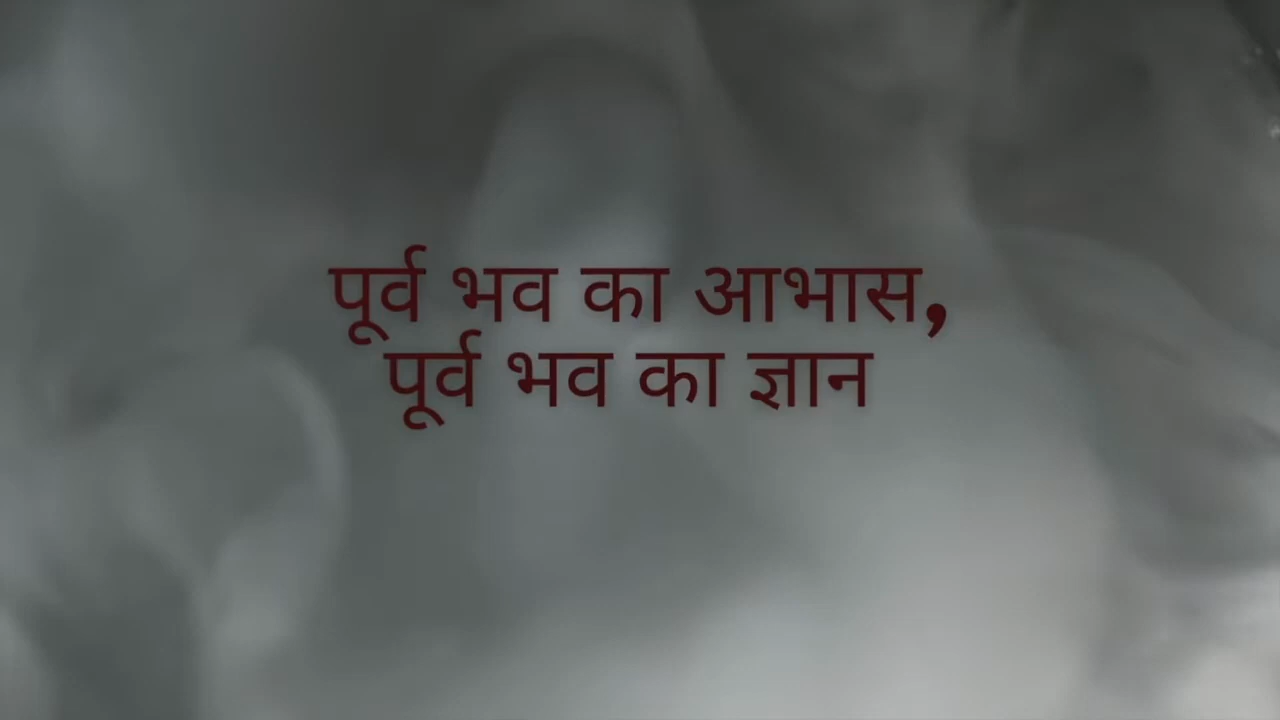 पूर्व भव का आभास,
पूर्व भव का ज्ञान